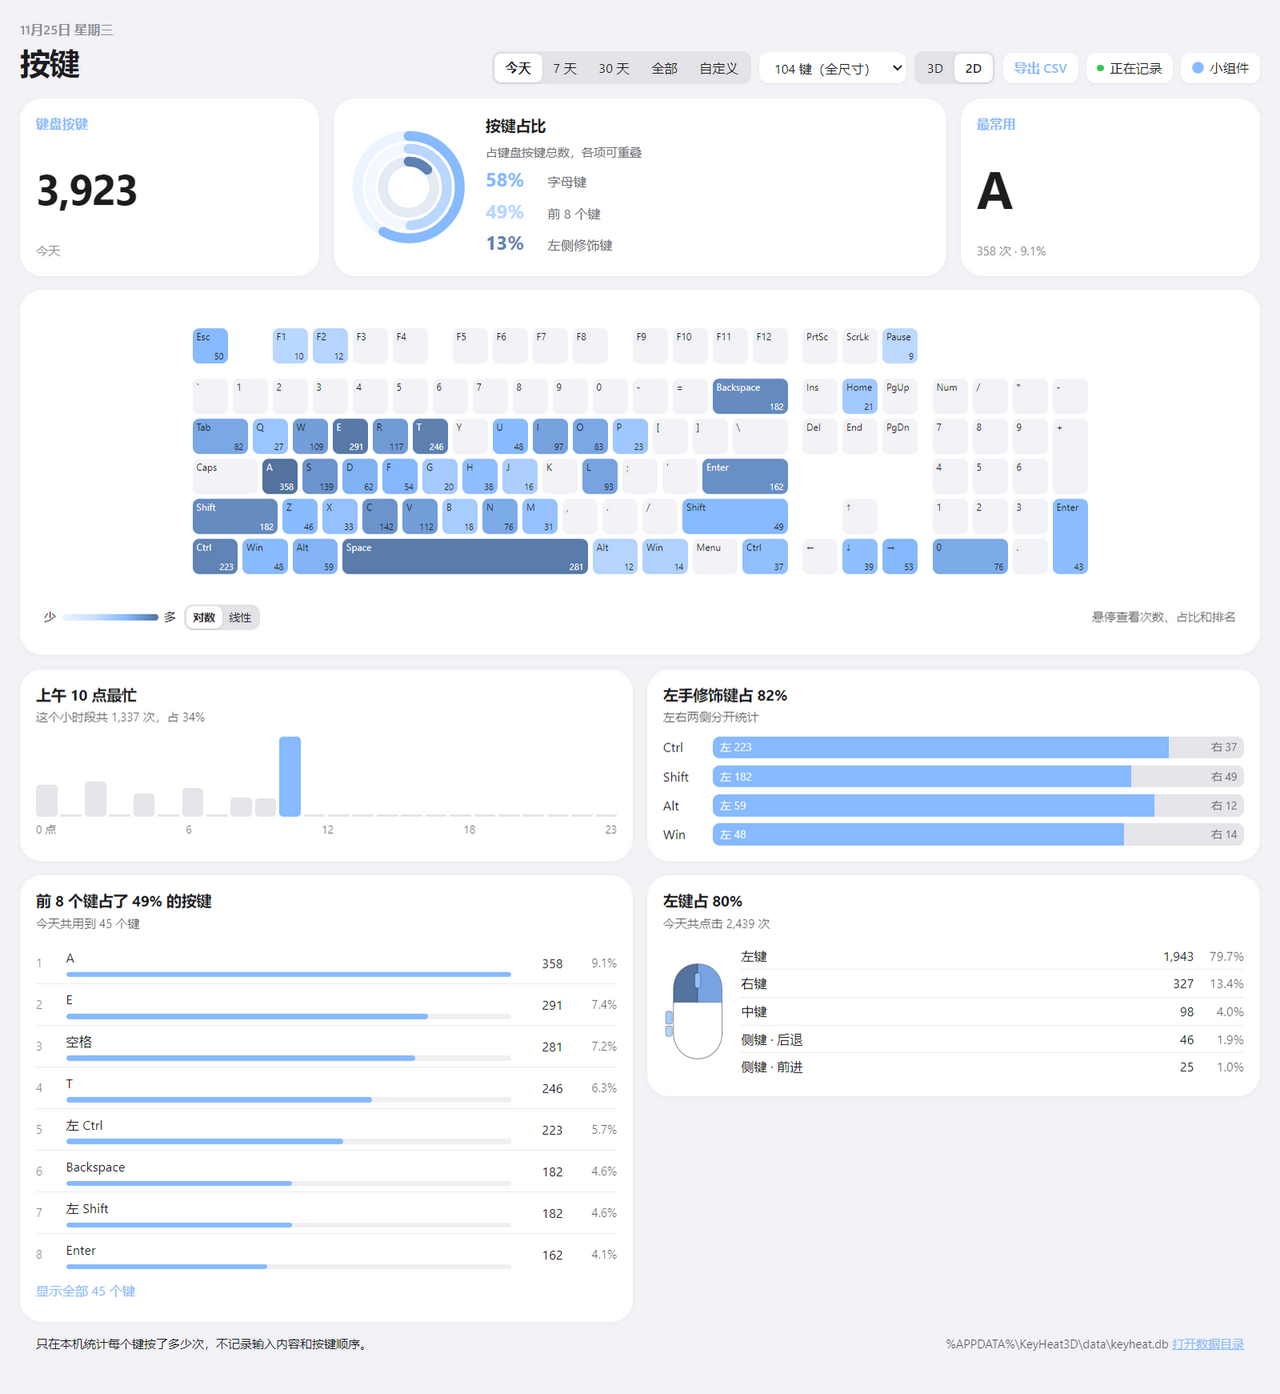 11月25日 星期三
按键
今天 7 天 30 天 全部 自定义 104 键（全尺寸） 3D 2D 导出 CSV 正在记录 小组件
键盘按键
3,923
今天
按键占比
占键盘按键总数，各项可重叠
58% 字母键
49% 前 8 个键
13% 左侧修饰键
最常用
A
358 次 · 9.1%
Esc 50 F1 10 F2 12 F3 F4 F5 F6 F7 F8 F9 F10 F11 F12 PrtSc ScrLk Pause 9
` 1 2 3 4 5 6 7 8 9 0 - = Backspace 182 Ins Home 21 PgUp Num / * -
Tab 82 Q 27 W 109 E 291 R 117 T 246 Y U 48 I 97 O 83 P 23 [ ] \ Del End PgDn 7 8 9 +
Caps A 358 S 139 D 62 F 54 G 20 H 38 J 16 K L 93 ; ' Enter 162 4 5 6
Shift 182 Z 46 X 33 C 142 V 112 B 18 N 76 M 31 , . / Shift 49 ↑ 1 2 3 Enter 43
Ctrl 223 Win 48 Alt 59 Space 281 Alt 12 Win 14 Menu Ctrl 37 ← ↓ 39 → 53 0 76 .
少 多 对数 线性 悬停查看次数、占比和排名
上午 10 点最忙
这个小时段共 1,337 次，占 34%
0 点 6 12 18 23
左手修饰键占 82%
左右两侧分开统计
Ctrl 左 223 右 37
Shift 左 182 右 49
Alt 左 59 右 12
Win 左 48 右 14
前 8 个键占了 49% 的按键
今天共用到 45 个键
1 A 358 9.1%
2 E 291 7.4%
3 空格 281 7.2%
4 T 246 6.3%
5 左 Ctrl 223 5.7%
6 Backspace 182 4.6%
7 左 Shift 182 4.6%
8 Enter 162 4.1%
显示全部 45 个键
左键占 80%
今天共点击 2,439 次
左键 1,943 79.7%
右键 327 13.4%
中键 98 4.0%
侧键 · 后退 46 1.9%
侧键 · 前进 25 1.0%
只在本机统计每个键按了多少次，不记录输入内容和按键顺序。
%APPDATA%\KeyHeat3D\data\keyheat.db 打开数据目录